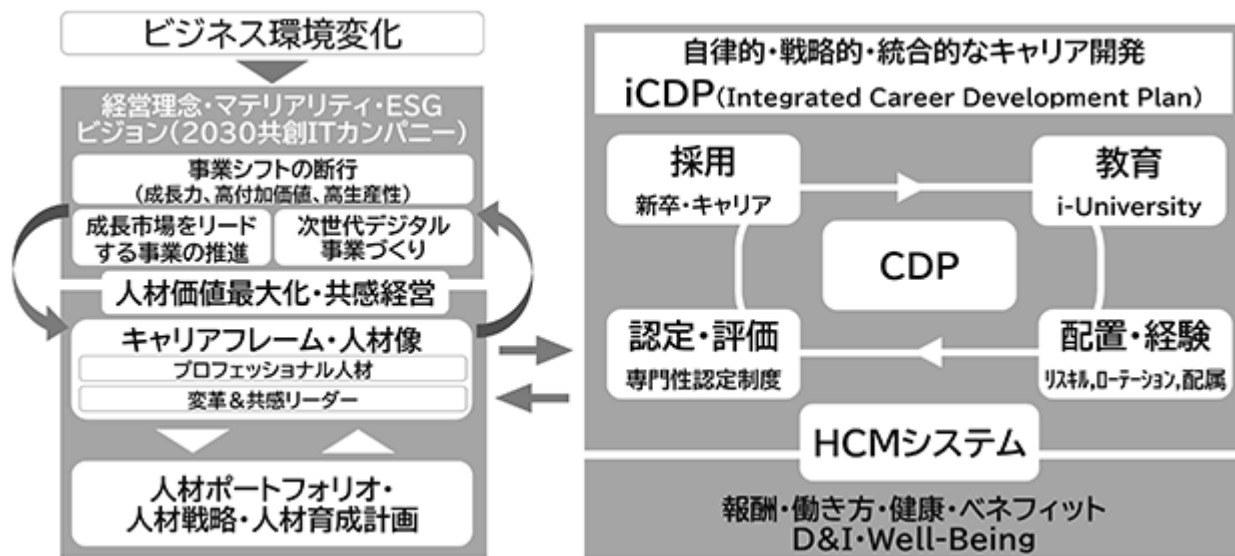 ビジネス環境変化
経営理念・マテリアリティ・ESG
ビジョン(2030共創ITカンパニー)
事業シフトの断行
(成長力、高付加価値、高生産性)
成長市場をリード
する事業の推進
次世代デジタル
事業づくり
人材価値最大化・共感経営
キャリアフレーム・人材像
プロフェッショナル人材
変革&共感リーダー
人材ポートフォリオ・
人材戦略・人材育成計画
自律的・戦略的・統合的なキャリア開発
iCDP(Integrated Career Development Plan)
採用
新卒・キャリア
教育
i-University
CDP
認定・評価
専門性認定制度
配置・経験
リスキル,ローテーション,配属
HCMシステム
報酬・働き方・健康・ベネフィット
D&I・Well-Being